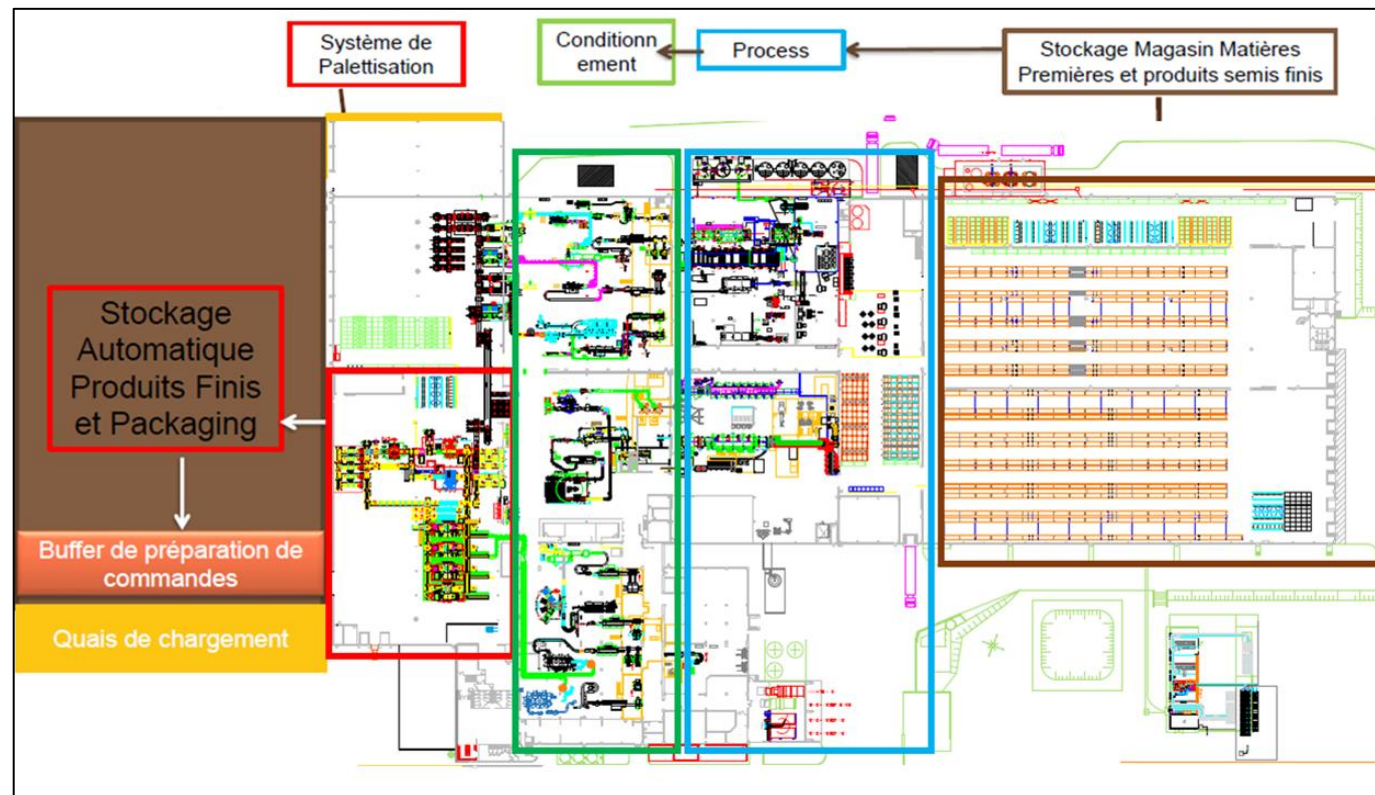 Système de
Palettisation
Conditionn
ement
Process
Stockage Magasin Matières
Premières et produits semis finis
Stockage
Automatique
Produits Finis
et Packaging
Buffer de préparation de
commandes
Quais de chargement